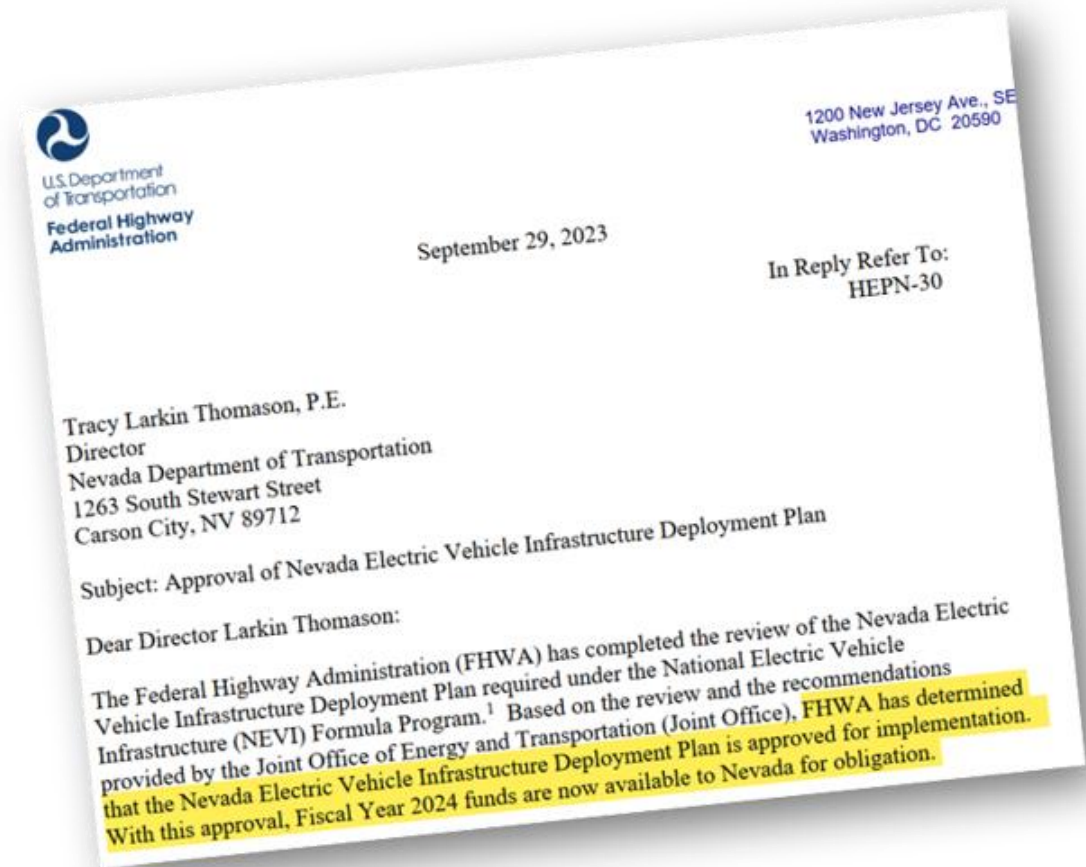 U.S. Department
of Transportation
Federal Highway
Administration
1200 New Jersey Ave., SE
Washington, DC 20590
September 29, 2023
In Reply Refer To:
HEPN-30
Tracy Larkin Thomason, P.E.
Director
Nevada Department of Transportation
1263 South Stewart Street
Carson City, NV 89712
Subject: Approval of Nevada Electric Vehicle Infrastructure Deployment Plan
Dear Director Larkin Thomason:
The Federal Highway Administration (FHWA) has completed the review of the Nevada Electric
Vehicle Infrastructure Deployment Plan required under the National Electric Vehicle
Infrastructure (NEVI) Formula Program.¹ Based on the review and the recommendations
provided by the Joint Office of Energy and Transportation (Joint Office), FHWA has determined
that the Nevada Electric Vehicle Infrastructure Deployment Plan is approved for implementation.
With this approval, Fiscal Year 2024 funds are now available to Nevada for obligation.